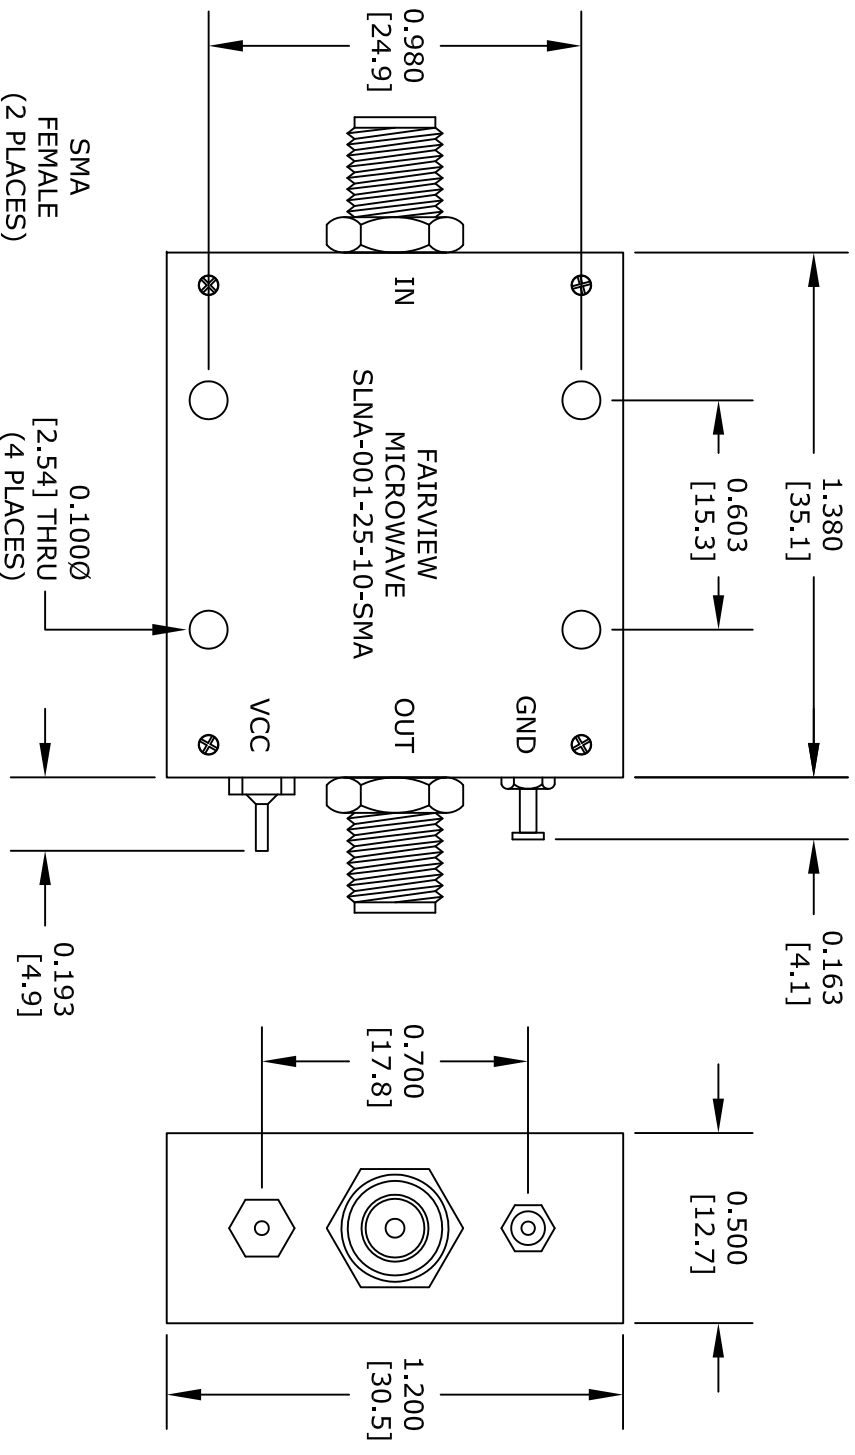 1.380
[35.1]
0.163
[4.1]
0.603
[15.3]
0.500
[12.7]
0.980
[24.9]
IN
FAIRVIEW
MICROWAVE
SLNA-001-25-10-SMA
GND
OUT
VCC
0.700
[17.8]
1.200
[30.5]
SMA
FEMALE
(2 PLACES)
0.100Ø
[2.54] THRU
(4 PLACES)
0.193
[4.9]